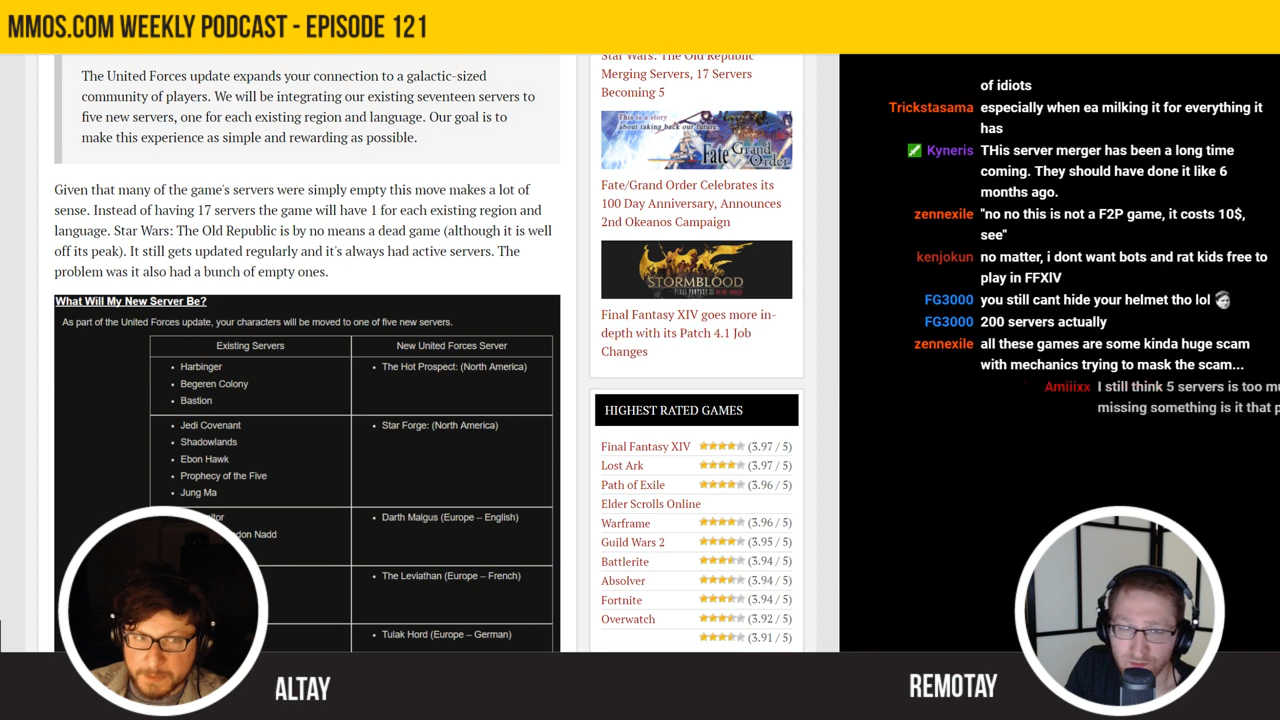 MMOS.COM WEEKLY PODCAST - EPISODE 121
The United Forces update expands your connection to a galactic-sized
community of players. We will be integrating our existing seventeen servers to
five new servers, one for each existing region and language. Our goal is to
make this experience as simple and rewarding as possible.
Given that many of the game's servers were simply empty this move makes a lot of
sense. Instead of having 17 servers the game will have 1 for each existing region and
language. Star Wars: The Old Republic is by no means a dead game (although it is well
off its peak). It still gets updated regularly and it's always had active servers. The
problem was it also had a bunch of empty ones.
What Will My New Server Be?
As part of the United Forces update, your characters will be moved to one of five new servers.
Existing Servers
New United Forces Server
Harbinger
Begeren Colony
Bastion
The Hot Prospect: (North America)
Jedi Covenant
Shadowlands
Ebon Hawk
Prophecy of the Five
Jung Ma
Star Forge: (North America)
Nadd
Darth Malgus (Europe – English)
The Leviathan (Europe – French)
Tulak Hord (Europe – German)
Star Wars: The Old Republic
Merging Servers, 17 Servers
Becoming 5
This is a story
about taking back our future.
Fate Grand Order
Fate/Grand Order Celebrates its
100 Day Anniversary, Announces
2nd Okeanos Campaign
STORMBLOOD
Final Fantasy XIV goes more in-
depth with its Patch 4.1 Job
Changes
HIGHEST RATED GAMES
Final Fantasy XIV (3.97 / 5)
Lost Ark (3.97 / 5)
Path of Exile (3.96 / 5)
Elder Scrolls Online
Warframe (3.96 / 5)
Guild Wars 2 (3.95 / 5)
Battlerite (3.94 / 5)
Absolver (3.94 / 5)
Fortnite (3.94 / 5)
Overwatch (3.92 / 5)
(3.91 / 5)
of idiots
Trickstasama especially when ea milking it for everything it
has
Kyneris THis server merger has been a long time
coming. They should have done it like 6
months ago.
zennexile "no no this is not a F2P game, it costs 10$,
see"
kenjokun no matter, i dont want bots and rat kids free to
play in FFXIV
FG3000 you still cant hide your helmet tho lol
FG3000 200 servers actually
zennexile all these games are some kinda huge scam
with mechanics trying to mask the scam...
Amiiixx I still think 5 servers is too
missing something is it that
ALTAY
REMOTAY